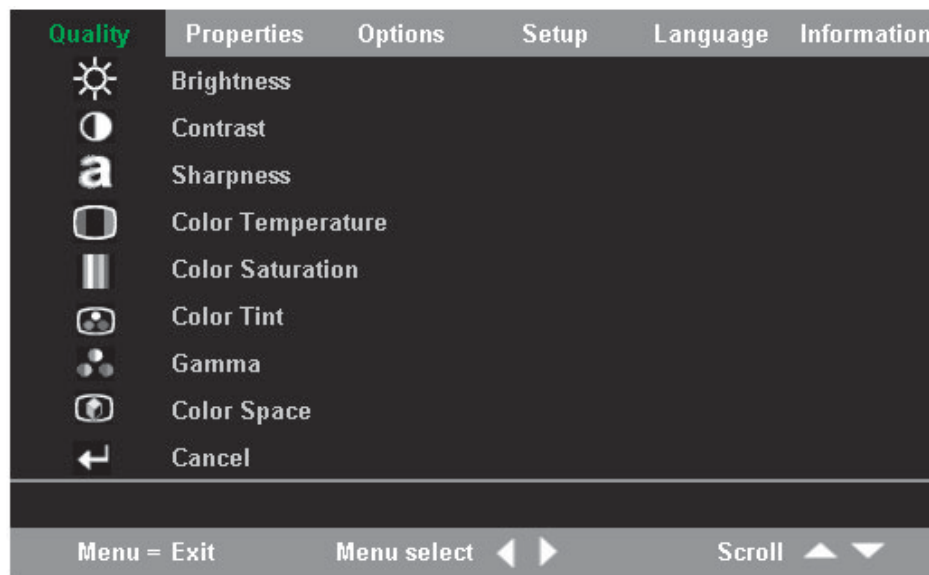 Quality Properties Options Setup Language Information
Brightness
Contrast
a Sharpness
Color Temperature
Color Saturation
Color Tint
Gamma
Color Space
Cancel
Menu = Exit Menu select Scroll